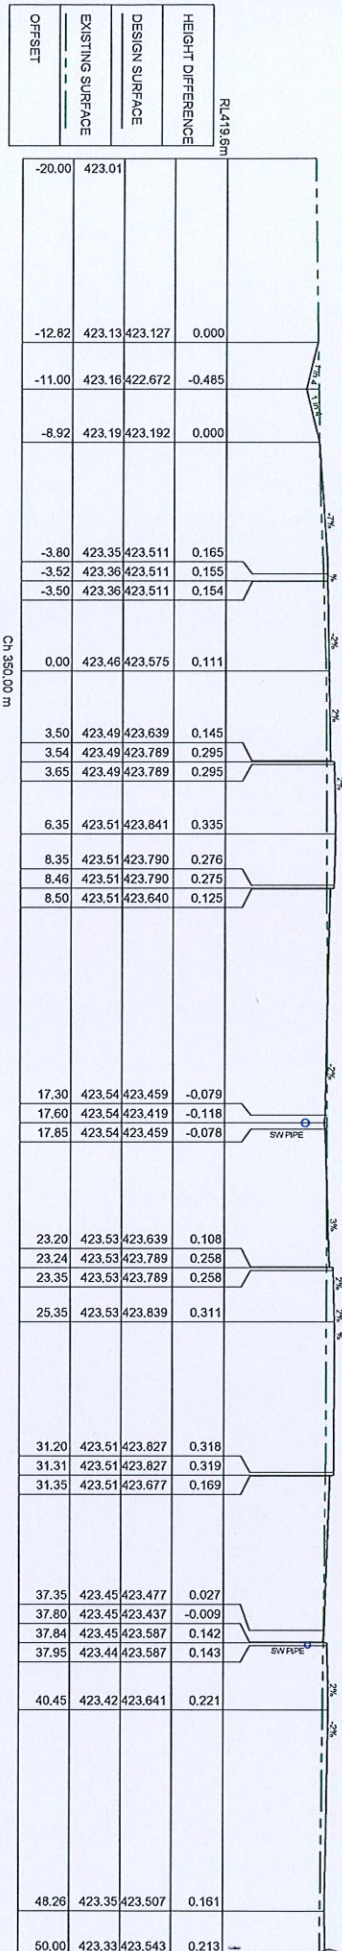 RL419.6m
HEIGHT DIFFERENCE
DESIGN SURFACE
EXISTING SURFACE
OFFSET
-20.00 423.01
-12.82 423.13 423.127 0.000
-11.00 423.16 422.672 -0.485
-8.92 423.19 423.192 0.000
-3.80 423.35 423.511 0.165
-3.52 423.36 423.511 0.155
-3.50 423.36 423.511 0.154
0.00 423.46 423.575 0.111
3.50 423.49 423.639 0.145
3.54 423.49 423.789 0.295
3.65 423.49 423.789 0.295
6.35 423.51 423.841 0.335
8.35 423.51 423.790 0.276
8.46 423.51 423.790 0.275
8.50 423.51 423.640 0.125
17.30 423.54 423.459 -0.079
17.60 423.54 423.419 -0.118
17.85 423.54 423.459 -0.078
23.20 423.53 423.639 0.108
23.24 423.53 423.789 0.258
23.35 423.53 423.789 0.258
25.35 423.53 423.839 0.311
31.20 423.51 423.827 0.318
31.31 423.51 423.827 0.319
31.35 423.51 423.677 0.169
37.35 423.45 423.477 0.027
37.80 423.45 423.437 -0.009
37.84 423.45 423.587 0.142
37.95 423.44 423.587 0.143
40.45 423.42 423.641 0.221
48.26 423.35 423.507 0.161
50.00 423.33 423.543 0.213
Ch 350.00 m
1 in 4
-7%
%
-2%
2%
2%
-2%
SW PIPE
3%
2%
2%
%
SW PIPE
2%
-2%